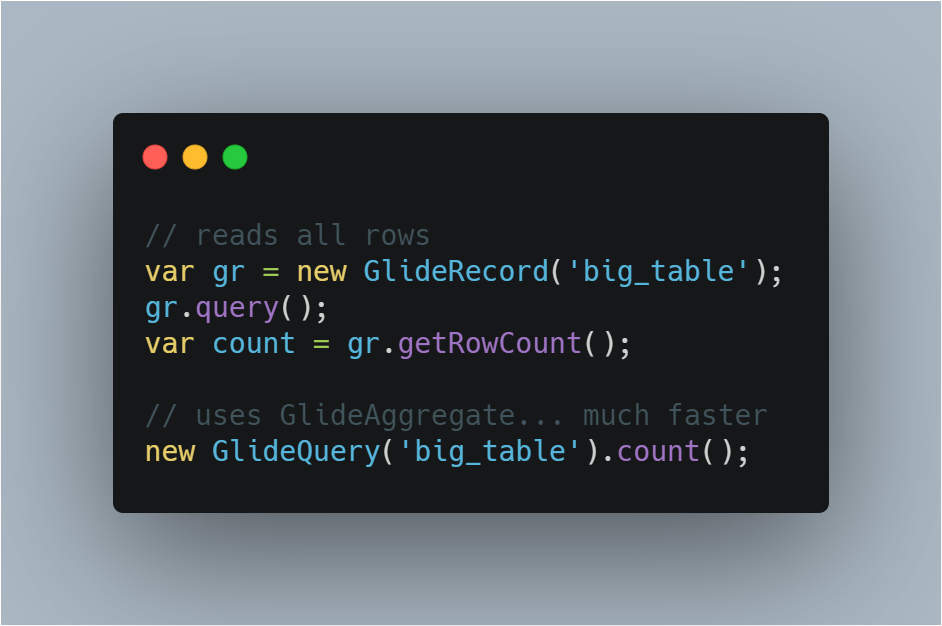 // reads all rows
var gr = new GlideRecord('big_table');
gr.query();
var count = gr.getRowCount();
// uses GlideAggregate... much faster
new GlideQuery('big_table').count();